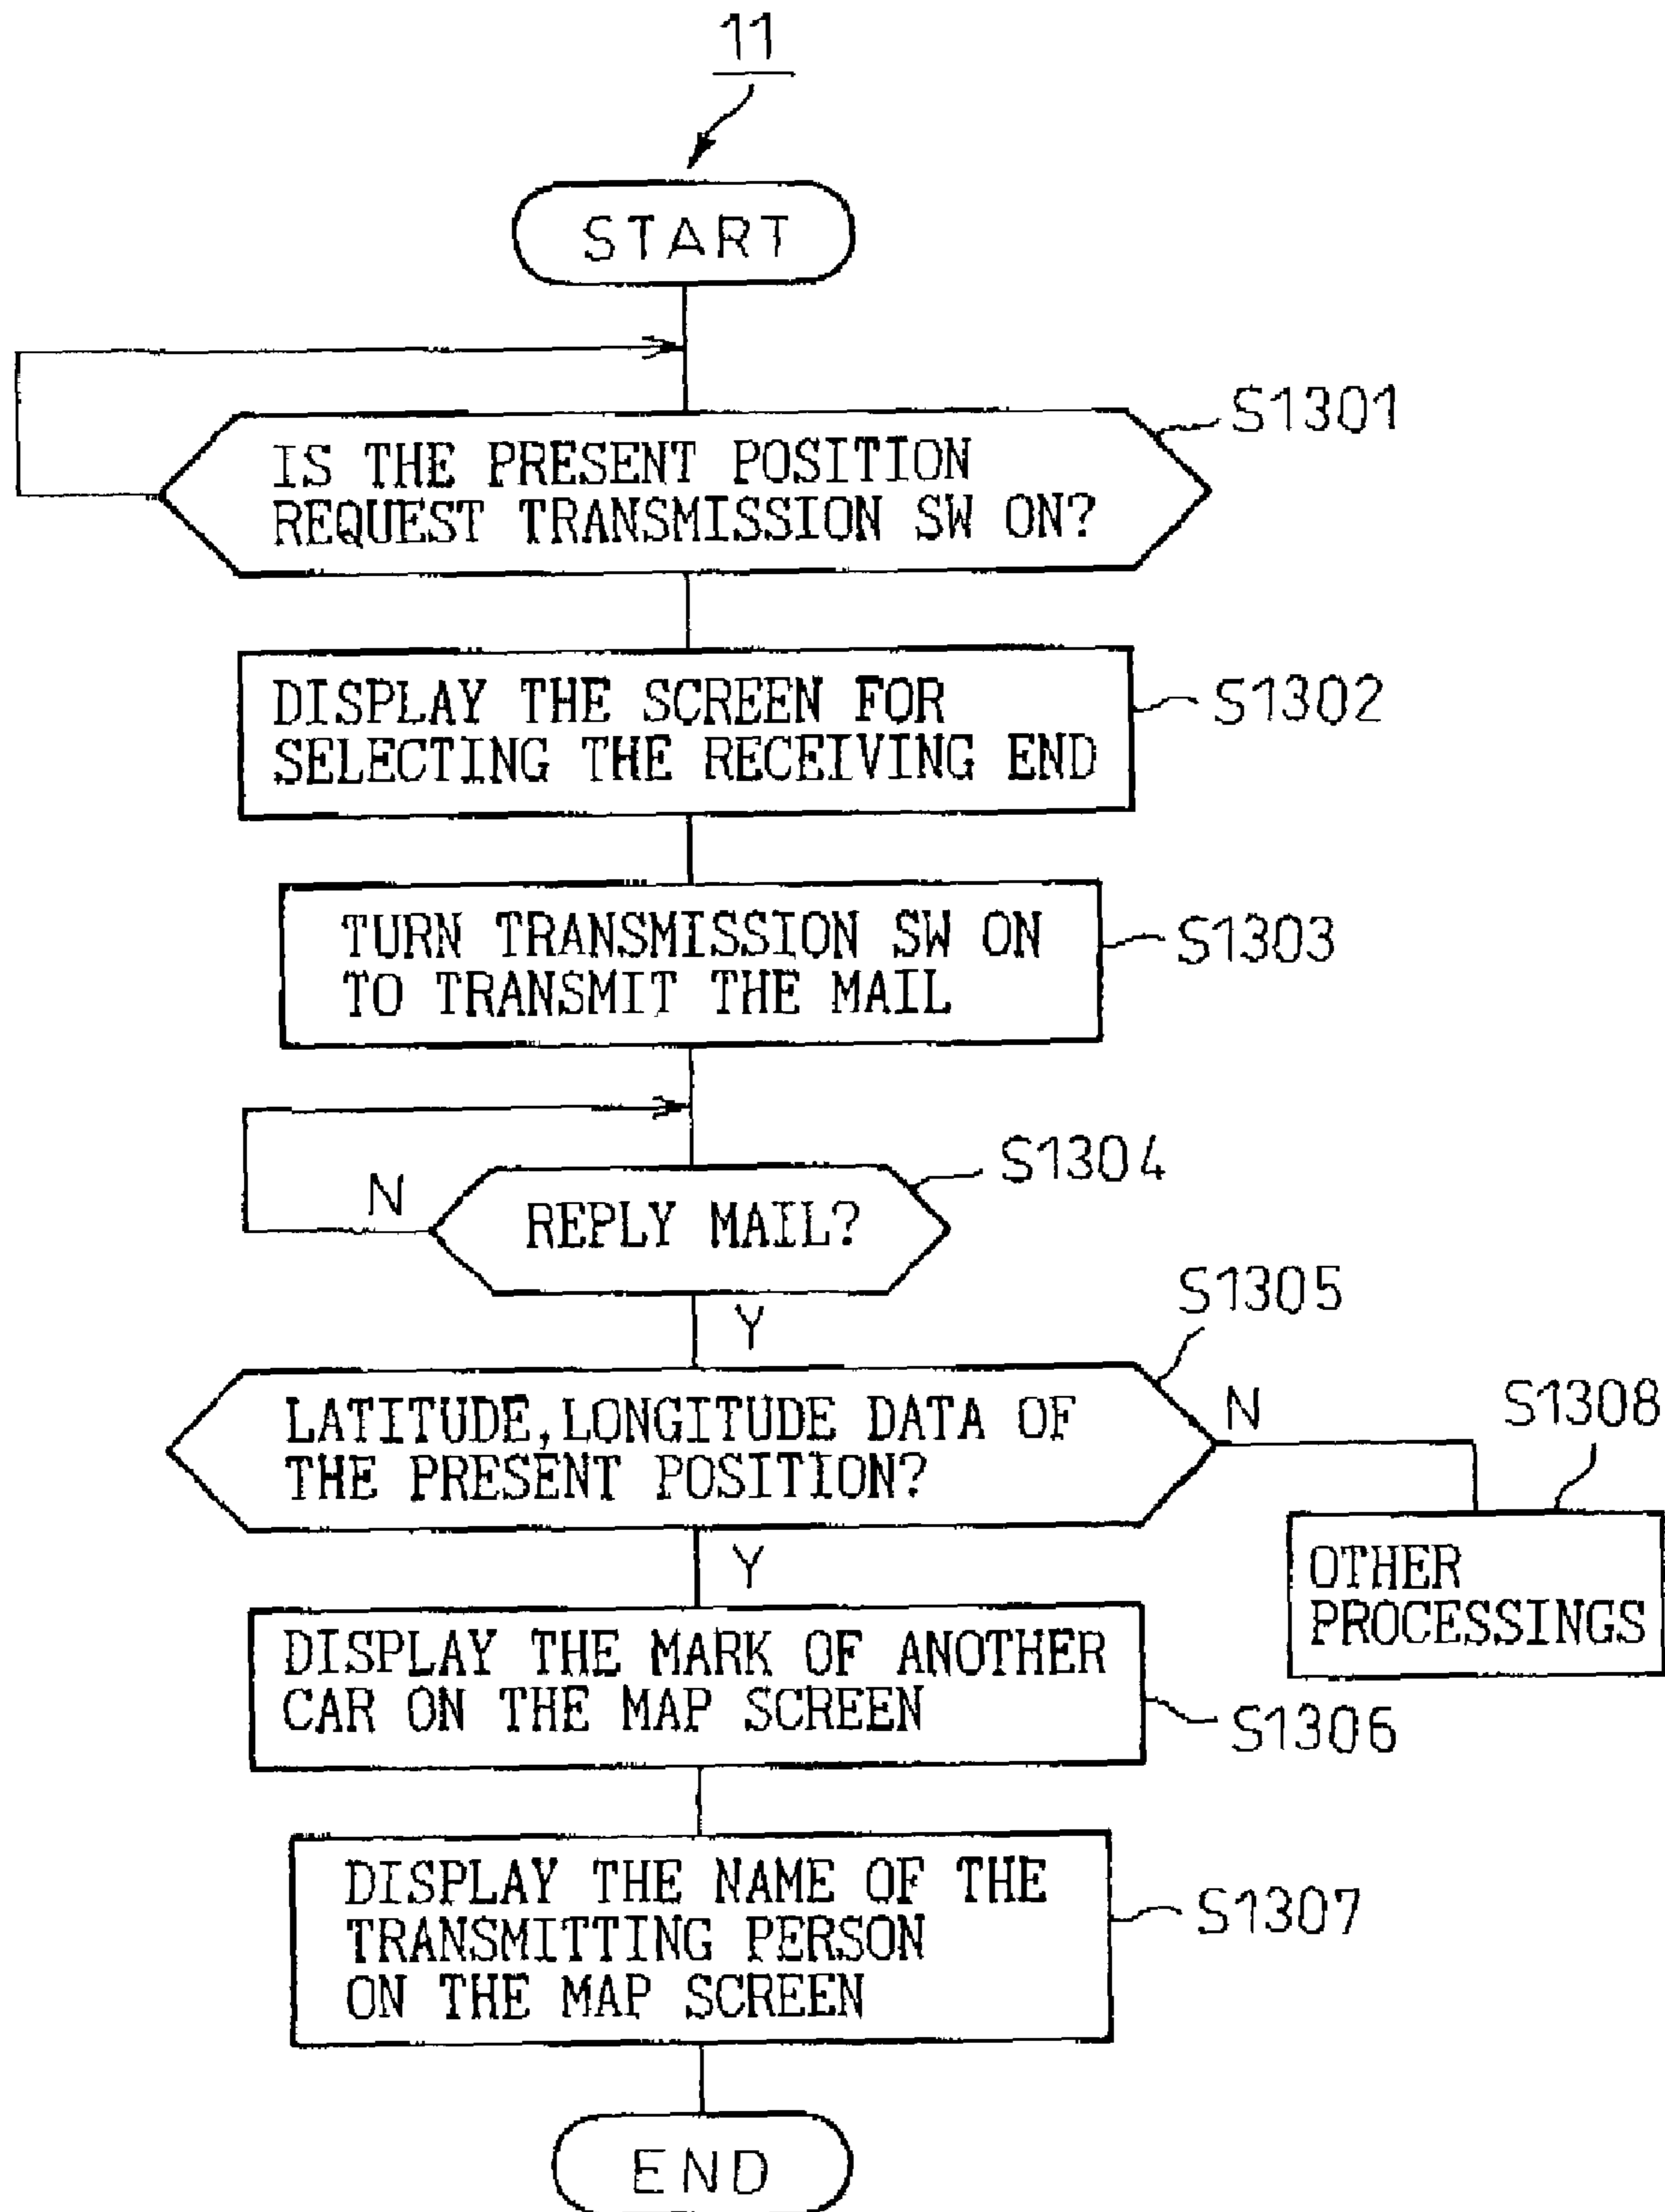 11
START
S1301
IS THE PRESENT POSITION
REQUEST TRANSMISSION SW ON?
S1302
DISPLAY THE SCREEN FOR
SELECTING THE RECEIVING END
S1303
TURN TRANSMISSION SW ON
TO TRANSMIT THE MAIL
S1304
N
REPLY MAIL?
Y
S1305
LATITUDE,LONGITUDE DATA OF
THE PRESENT POSITION?
N
S1308
OTHER
PROCESSINGS
Y
DISPLAY THE MARK OF ANOTHER
CAR ON THE MAP SCREEN
S1306
DISPLAY THE NAME OF THE
TRANSMITTING PERSON
ON THE MAP SCREEN
S1307
END